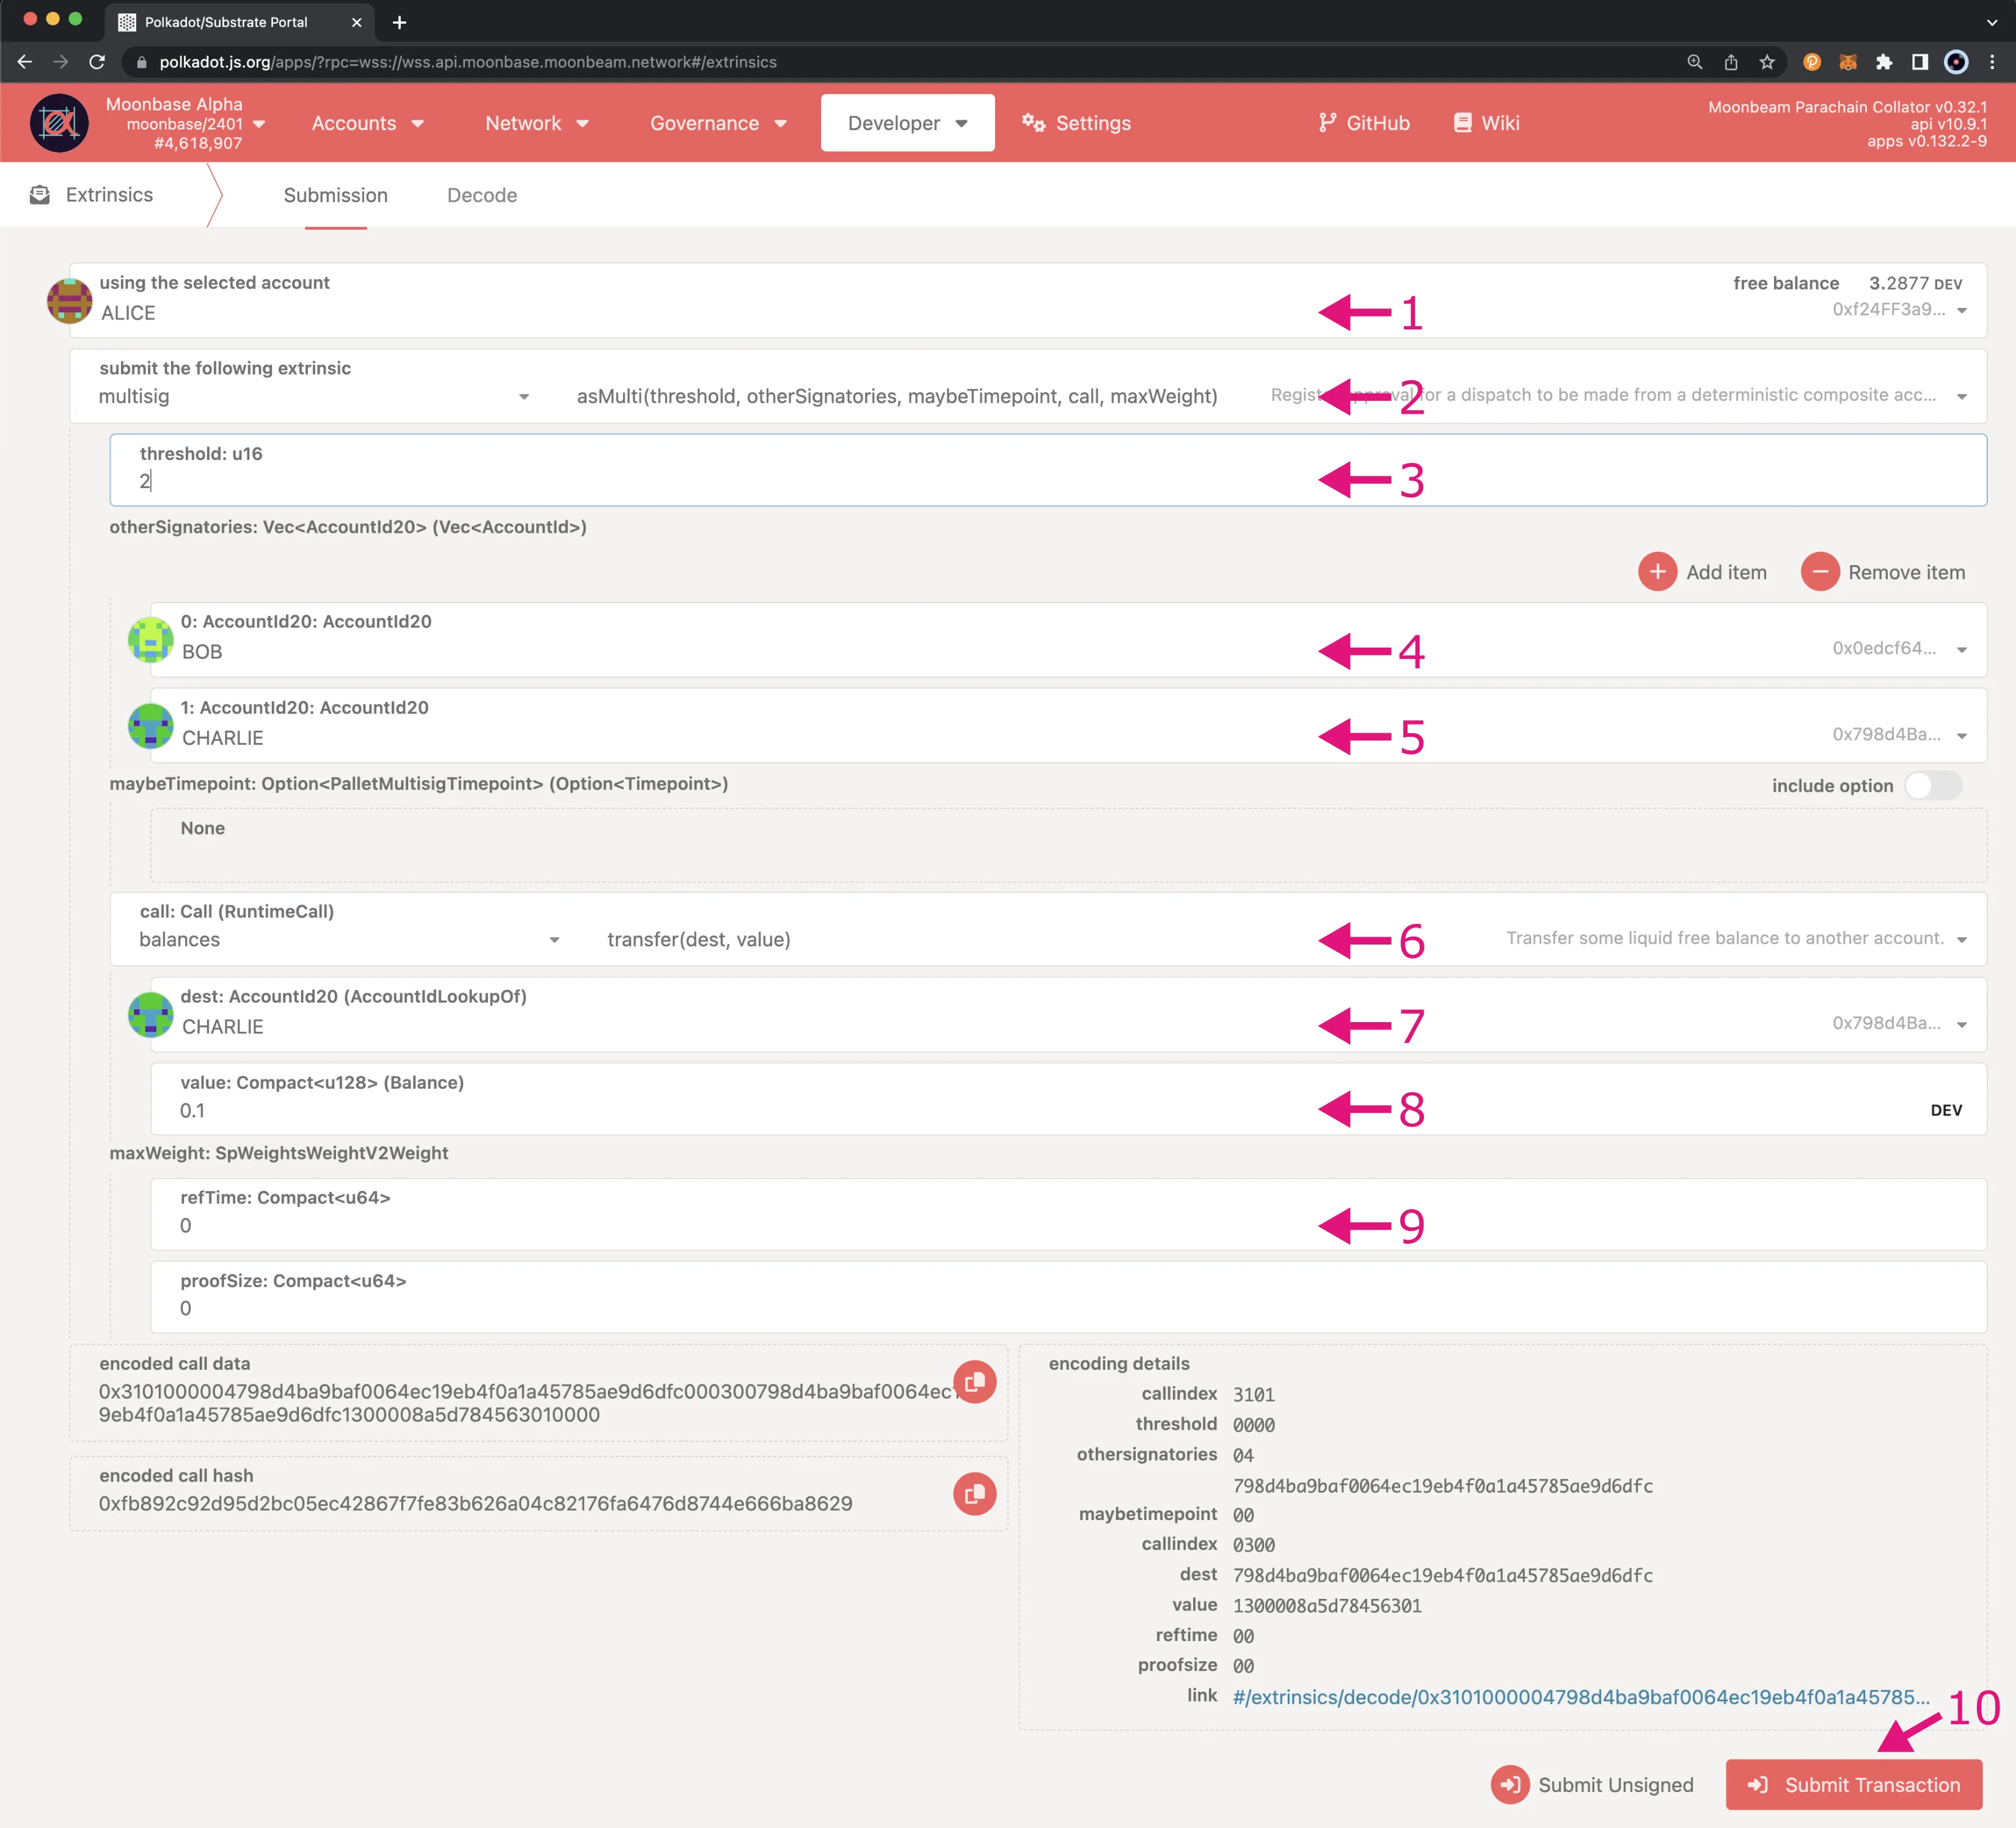 Polkadot/Substrate Portal
polkadot.js.org/apps/?rpc=wss://wss.api.moonbase.moonbeam.network#/extrinsics
Moonbase Alpha
moonbase/2401
#4,618,907
Accounts
Network
Governance
Developer
Settings
GitHub
Wiki
Moonbeam Parachain Collator v0.32.1
api v10.9.1
apps v0.132.2-9
Extrinsics
Submission
Decode
using the selected account
ALICE
1
free balance 3.2877 DEV
0xf24FF3a9...
submit the following extrinsic
multisig
asMulti(threshold, otherSignatories, maybeTimepoint, call, maxWeight)
2
for a dispatch to be made from a deterministic composite acc...
threshold: u16
2
3
otherSignatories: Vec<AccountId20> (Vec<AccountId>)
Add item
Remove item
0: AccountId20: AccountId20
BOB
4
0x0edcf64...
1: AccountId20: AccountId20
CHARLIE
5
0x798d4Ba...
maybeTimepoint: Option<PalletMultisigTimepoint> (Option<Timepoint>)
include option
None
call: Call (RuntimeCall)
balances
transfer(dest, value)
6
Transfer some liquid free balance to another account.
dest: AccountId20 (AccountIdLookupOf)
CHARLIE
7
0x798d4Ba...
value: Compact<u128> (Balance)
0.1
8
DEV
maxWeight: SpWeightsWeightV2Weight
refTime: Compact<u64>
0
9
proofSize: Compact<u64>
0
encoded call data
0x3101000004798d4ba9baf0064ec19eb4f0a1a45785ae9d6dfc000300798d4ba9baf0064ec1
9eb4f0a1a45785ae9d6dfc1300008a5d784563010000
encoded call hash
0xfb892c92d95d2bc05ec42867f7fe83b626a04c82176fa6476d8744e666ba8629
encoding details
callindex 3101
threshold 0000
othersignatories 04
798d4ba9baf0064ec19eb4f0a1a45785ae9d6dfc
maybetimepoint 00
callindex 0300
dest 798d4ba9baf0064ec19eb4f0a1a45785ae9d6dfc
value 1300008a5d78456301
reftime 00
proofsize 00
link #/extrinsics/decode/0x3101000004798d4ba9baf0064ec19eb4f0a1a45785...
10
Submit Unsigned
Submit Transaction